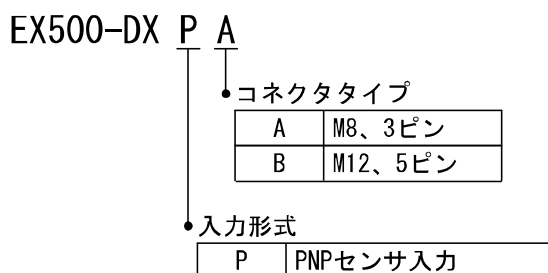 EX500-DX P A
コネクタタイプ
A M8、3ピン
B M12、5ピン
入力形式
P PNPセンサ入力